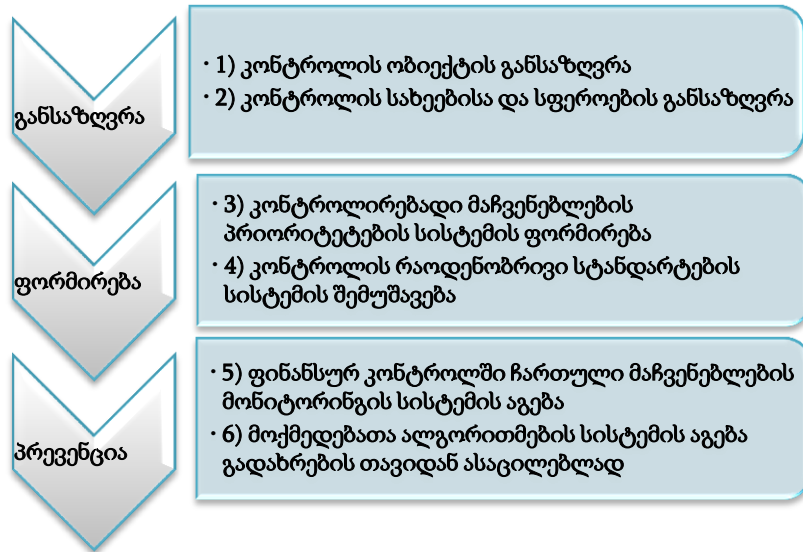 განსაზღვრა
· 1) კონტროლის ობიექტის განსაზღვრა
· 2) კონტროლის სახეებისა და სფეროების განსაზღვრა
ფორმირება
· 3) კონტროლირებადი მაჩვენებლების
პრიორიტეტების სისტემის ფორმირება
· 4) კონტროლის რაოდენობრივი სტანდარტების
სისტემის შემუშავება
პრევენცია
· 5) ფინანსურ კონტროლში ჩართული მაჩვენებლების
მონიტორინგის სისტემის აგება
· 6) მოქმედებათა ალგორითმების სისტემის აგება
გადახრების თავიდან ასაცილებლად